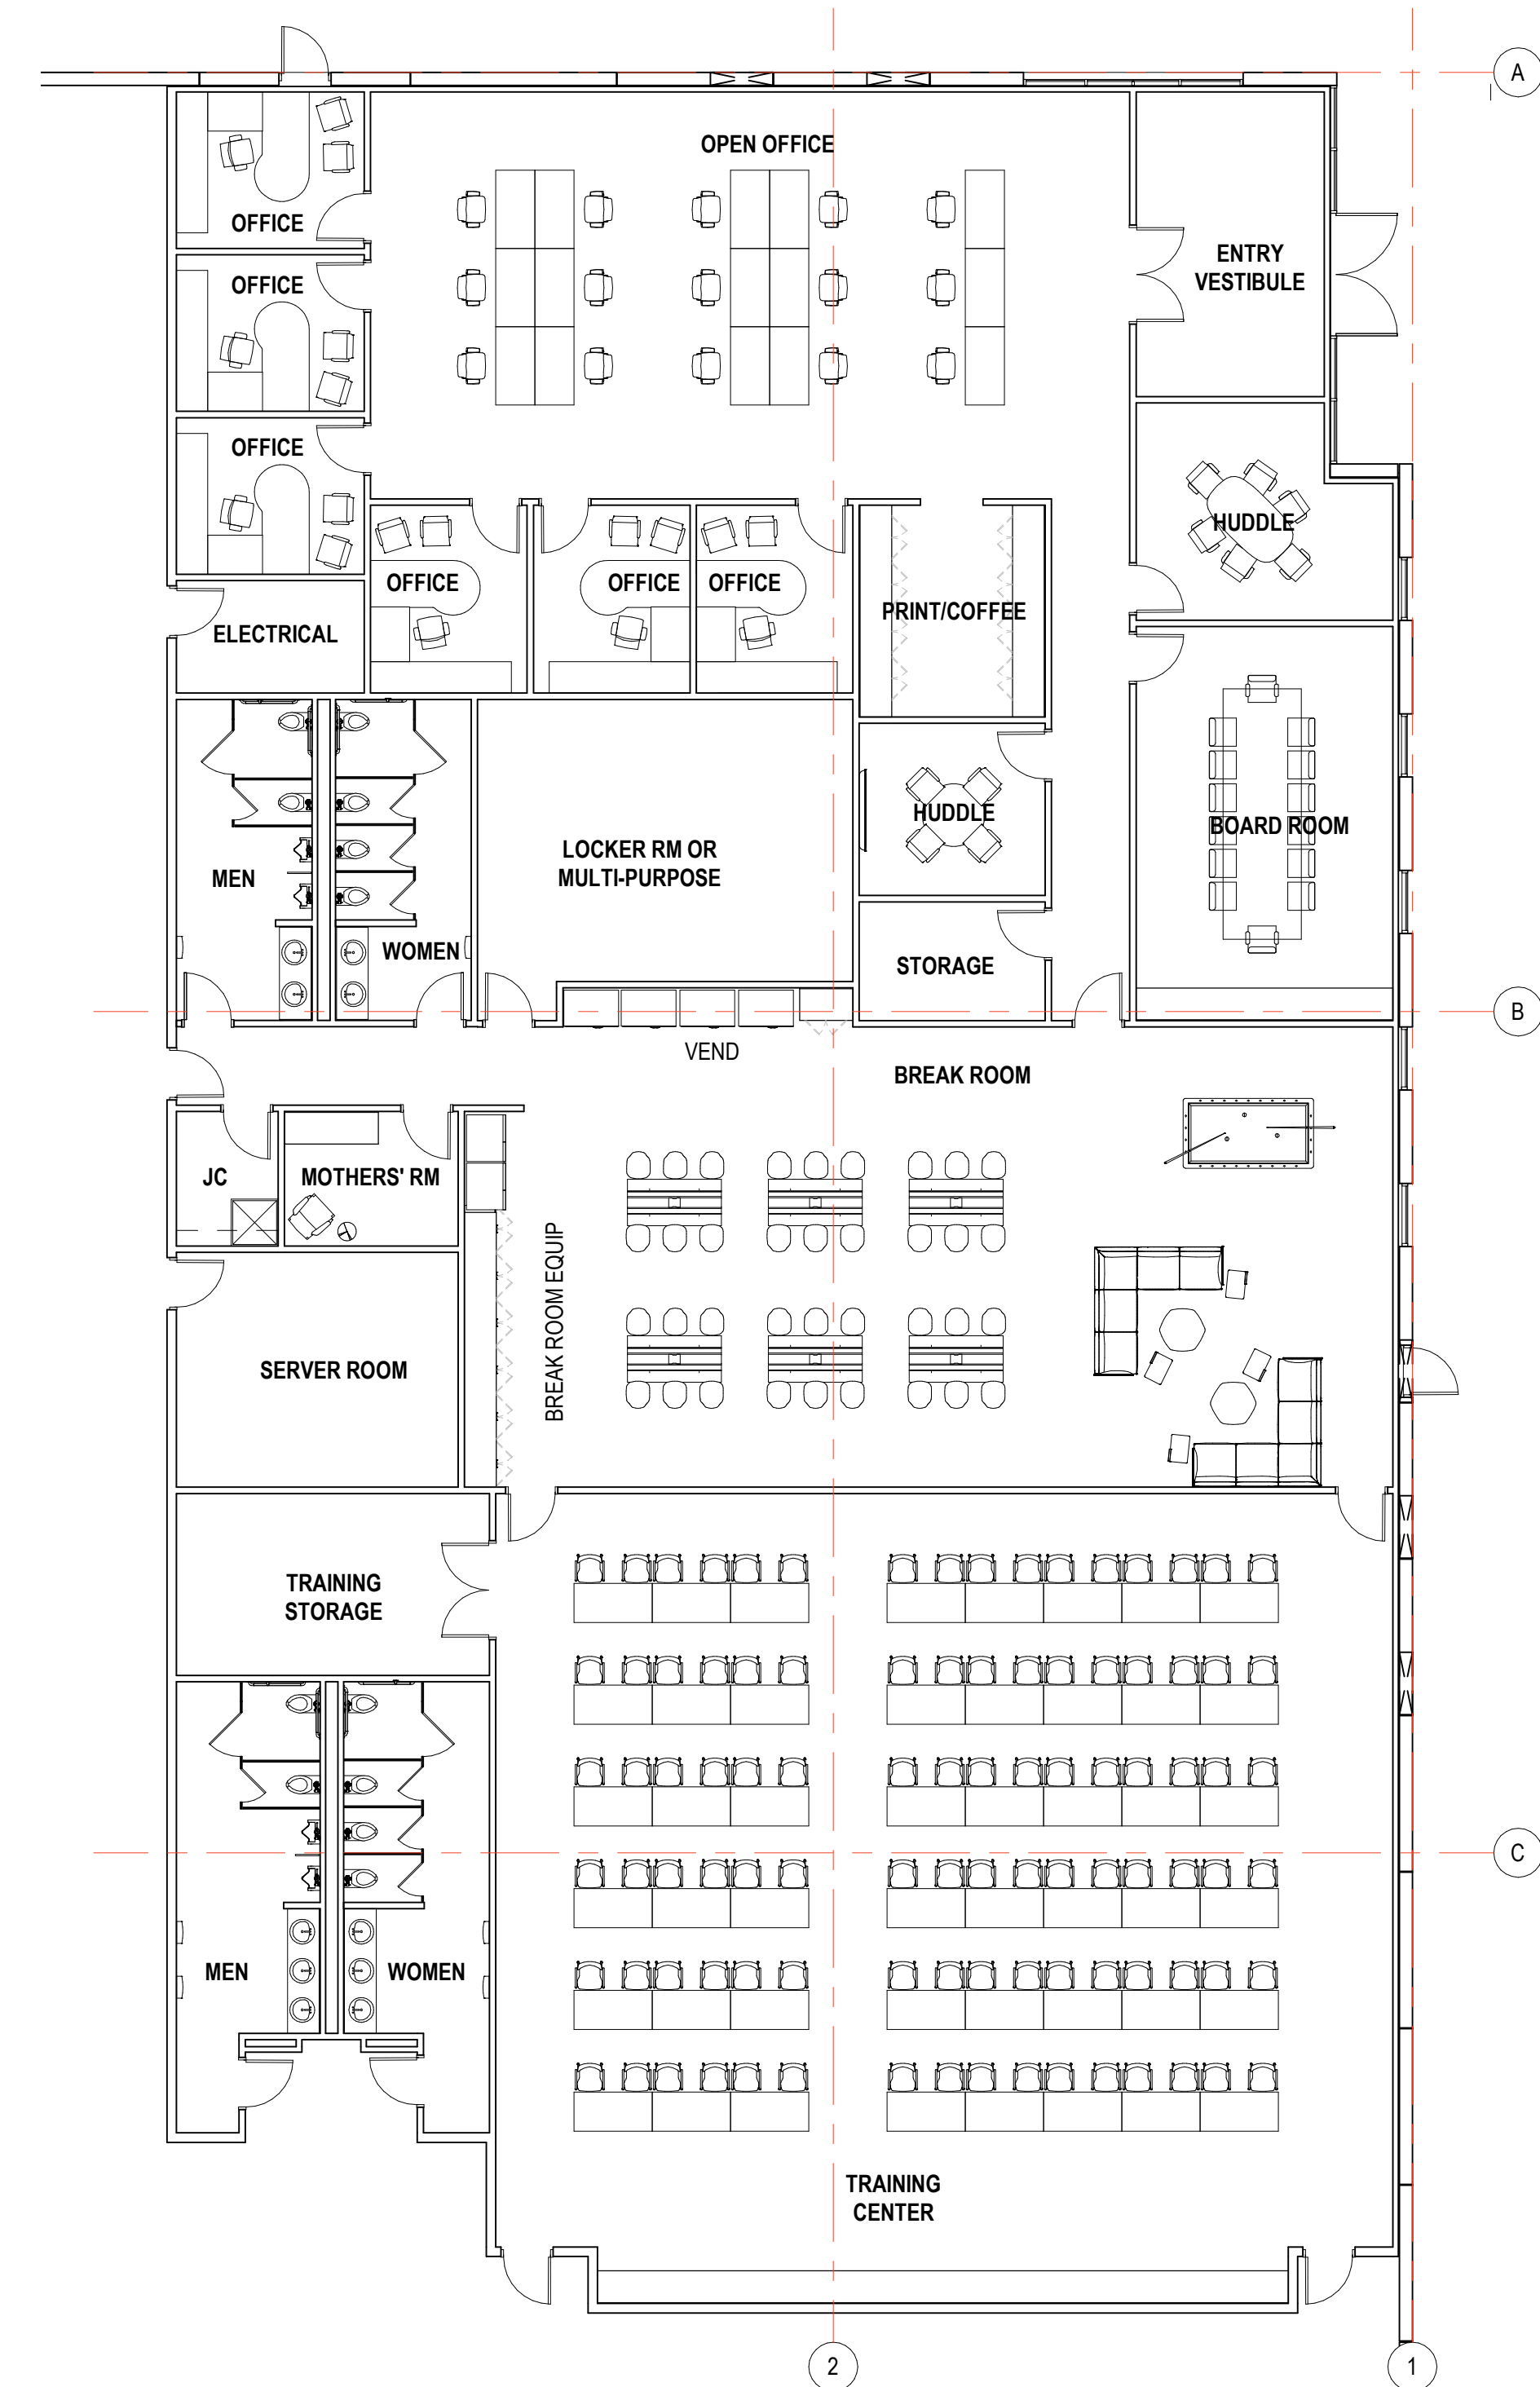 A
OPEN OFFICE
OFFICE
ENTRY
VESTIBULE
OFFICE
OFFICE
HUDDLE
OFFICE
OFFICE
OFFICE
PRINT/COFFEE
ELECTRICAL
HUDDLE
BOARD ROOM
LOCKER RM OR
MULTI-PURPOSE
MEN
WOMEN
STORAGE
B
VEND
BREAK ROOM
JC
MOTHERS' RM
BREAK ROOM EQUIP
SERVER ROOM
TRAINING
STORAGE
C
MEN
WOMEN
TRAINING
CENTER
2
1